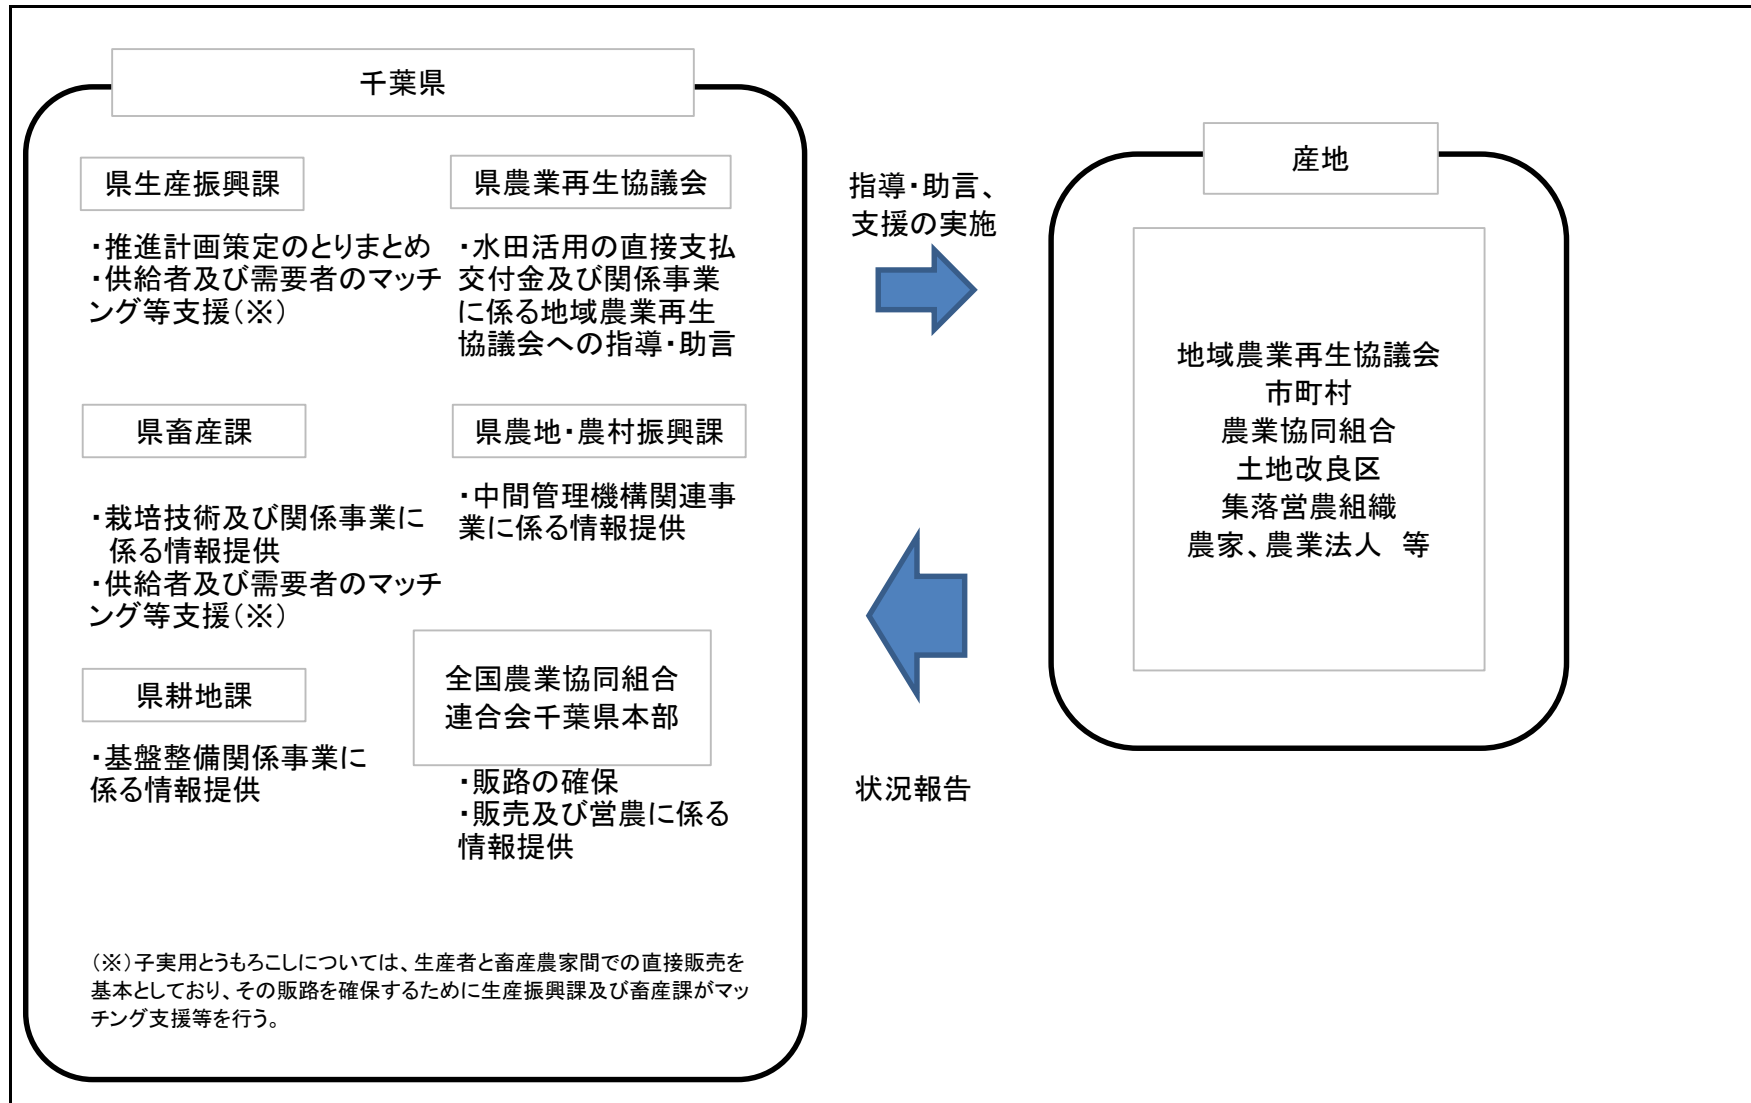 千葉県
県生産振興課
・推進計画策定のとりまとめ
・供給者及び需要者のマッチ
ング等支援(※)
県農業再生協議会
・水田活用の直接支払
交付金及び関係事業
に係る地域農業再生
協議会への指導・助言
県畜産課
・栽培技術及び関係事業に
係る情報提供
・供給者及び需要者のマッチ
ング等支援(※)
県農地・農村振興課
・中間管理機構関連事
業に係る情報提供
県耕地課
・基盤整備関係事業に
係る情報提供
全国農業協同組合
連合会千葉県本部
・販路の確保
・販売及び営農に係る
情報提供
(※)子実用とうもろこしについては、生産者と畜産農家間での直接販売を
基本としており、その販路を確保するために生産振興課及び畜産課がマッ
チング支援等を行う。
指導・助言、
支援の実施
状況報告
産地
地域農業再生協議会
市町村
農業協同組合
土地改良区
集落営農組織
農家、農業法人　等